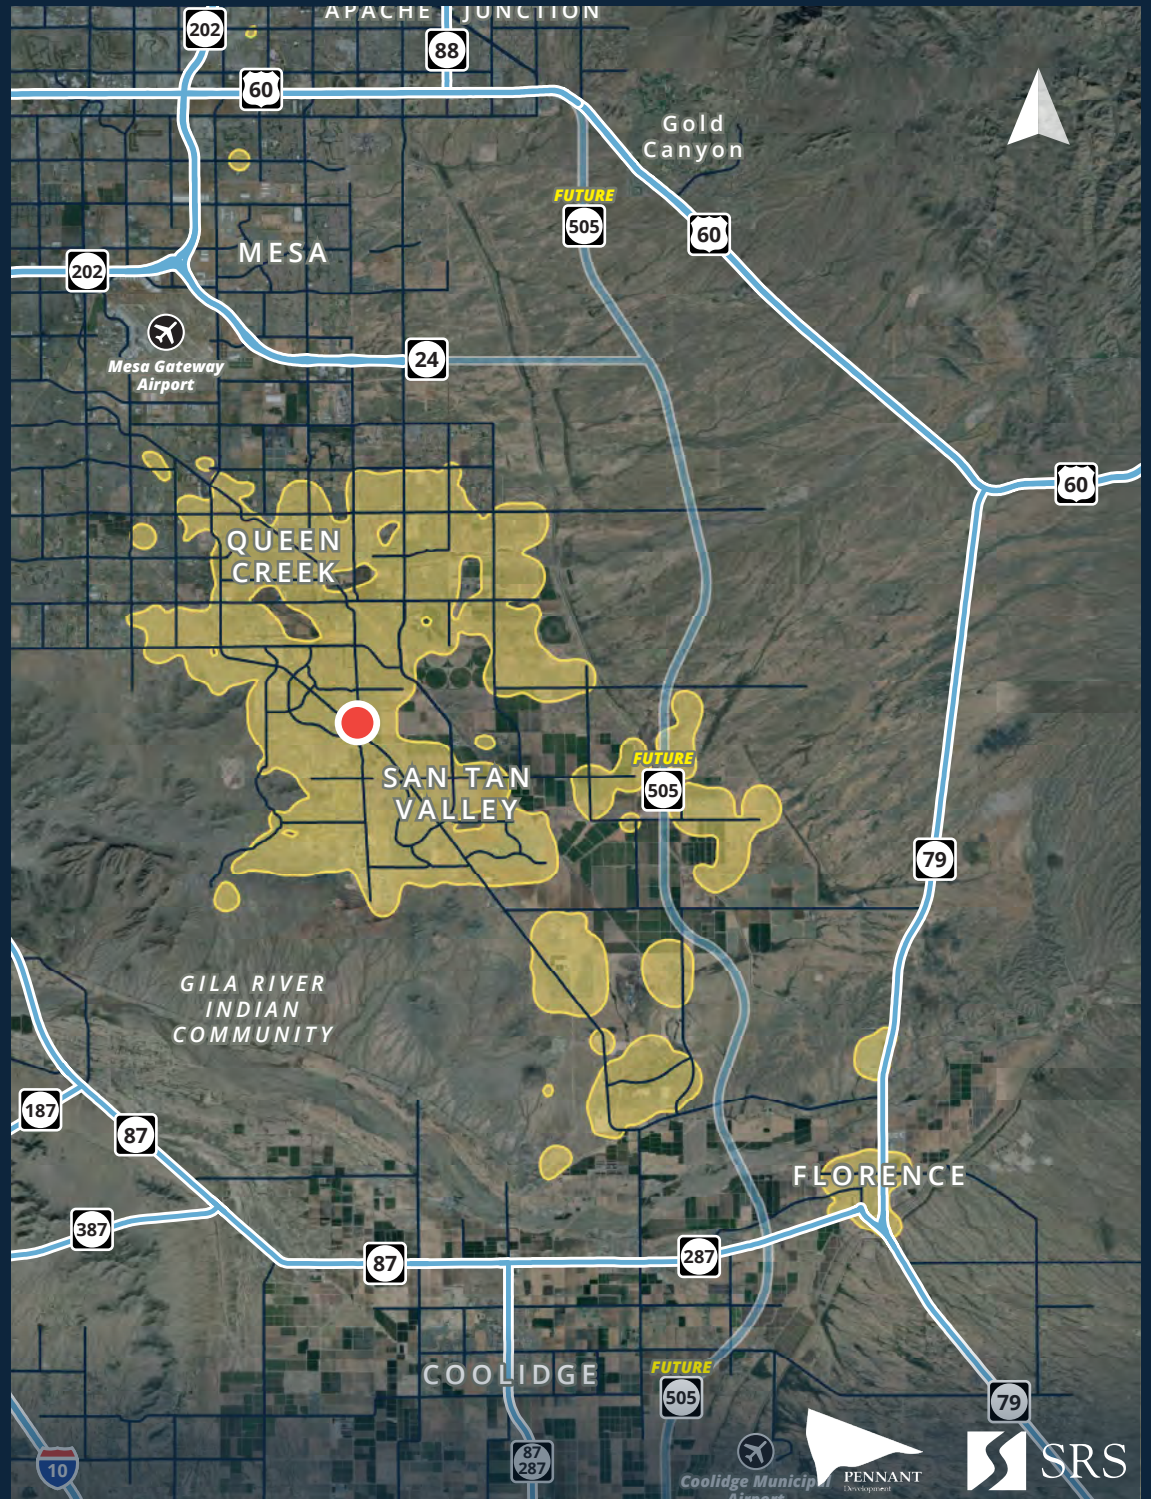 APACHE JUNCTION
202
88
60
Gold
Canyon
FUTURE
505
60
MESA
202
24
Mesa Gateway
Airport
60
QUEEN
CREEK
SAN TAN
VALLEY
FUTURE
505
79
GILA RIVER
INDIAN
COMMUNITY
187
87
FLORENCE
387
87
287
COOLIDGE
FUTURE
505
79
87
287
10
Coolidge Municipal
Airport
PENNANT
Development
SRS